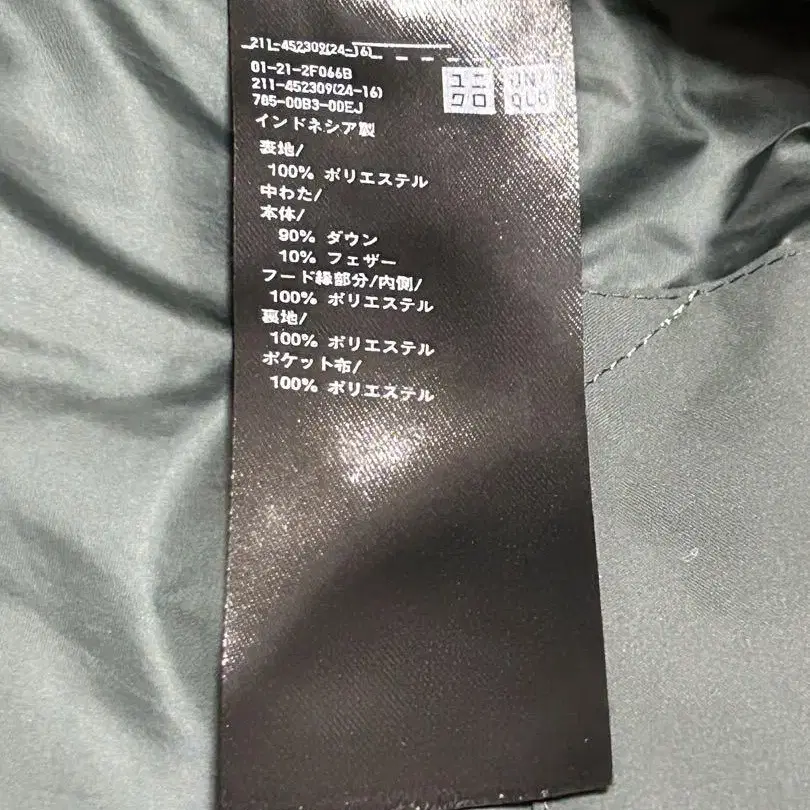 211-452309(24-16)
01-21-2F066B
211-452309(24-16)
785-00B3-0DEJ
ユニクロ
UNIQLO
インドネシア製
表地/
100% ポリエステル
中わた/
本体/
90% ダウン
10% フェザー
フード縁部分/内側/
100% ポリエステル
裏地/
100% ポリエステル
ポケット布/
100% ポリエステル